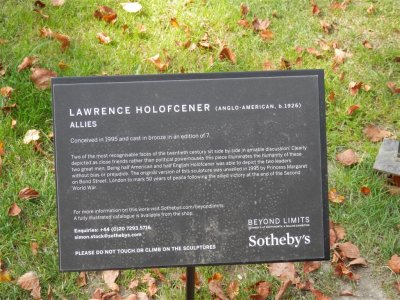 LAWRENCE HOLOFCENER (ANGLO-AMERICAN, b.1926)
ALLIES
Conceived in 1995 and cast in bronze in an edition of 7.
Two of the most recognisable faces of the twentieth century sit side by side in amiable discussion. Clearly
depicted as close friends rather than political powerhouses this piece illuminates the humanity of these
two great men. Being half American and half English Holofcener was able to depict the two leaders
without bias or prejudice. The original version of this sculpture was unveiled in 1995 by Princess Margaret
on Bond Street, London to mark 50 years of peace following the allied victory at the end of the Second
World War.
For more information on this work visit Sothebys.com/beyondlimits
A fully illustrated catalogue is available from the shop.
Enquiries: +44 (0)20 7293 5716
simon.stock@sothebys.com
PLEASE DO NOT TOUCH OR CLIMB ON THE SCULPTURES
BEYOND LIMITS
Sotheby's